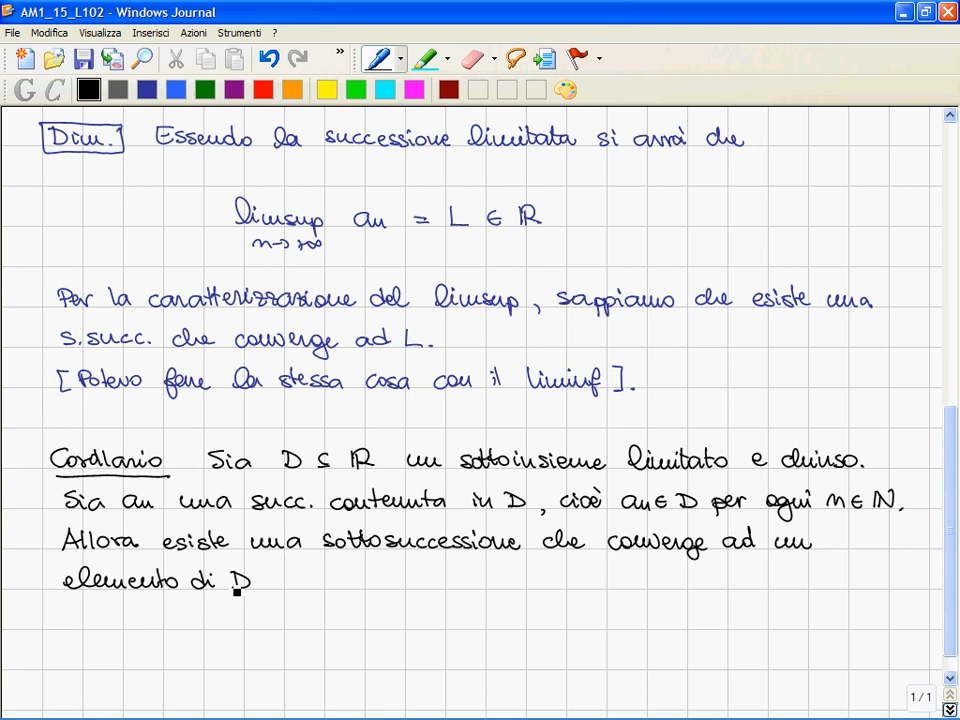 AM1_15_L102 - Windows Journal
File Modifica Visualizza Inserisci Azioni Strumenti ?
»
G C
Dim. Essendo la successione limitata si avrà che
limsup an = L ∈ ℝ
n→+∞
Per la caratterizzazione del limsup, sappiamo che esiste una
s.succ. che converge ad L.
[Potevo fare la stessa cosa con il liminf].
Corollario Sia D ⊆ ℝ un sottoinsieme limitato e chiuso.
Sia an una succ. contenuta in D, cioè an ∈ D per ogni n ∈ ℕ.
Allora esiste una sottosuccessione che converge ad un
elemento di D
1 / 1